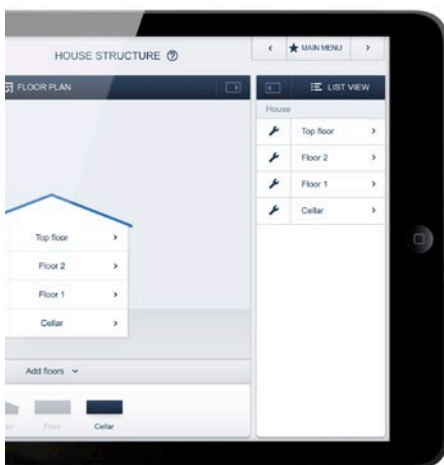 HOUSE STRUCTURE ?
MAIN MENU
FLOOR PLAN
LIST VIEW
House
Top floor
Floor 2
Floor 1
Cellar
Top floor
Floor 2
Floor 1
Cellar
Add floors
Floor
Cellar